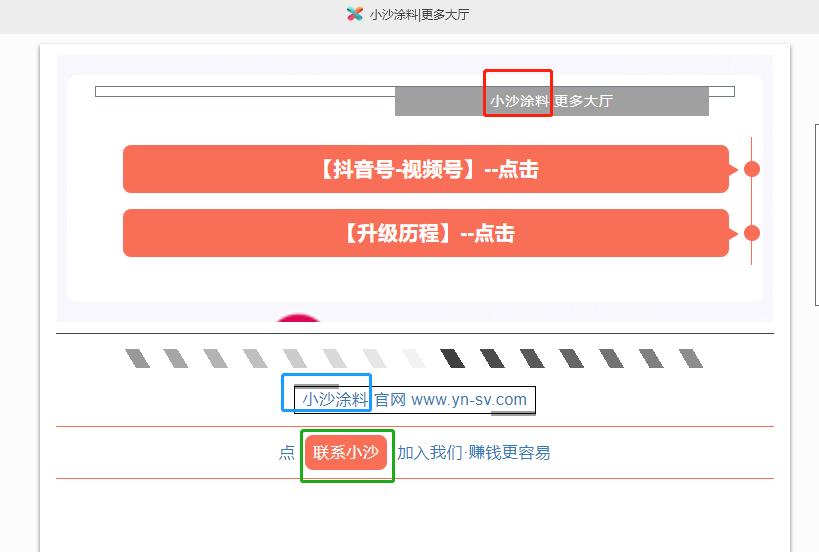 小沙涂料|更多大厅
小沙涂料 更多大厅
【抖音号-视频号】--点击
【升级历程】--点击
小沙涂料 官网 www.yn-sv.com
点 联系小沙 加入我们·赚钱更容易